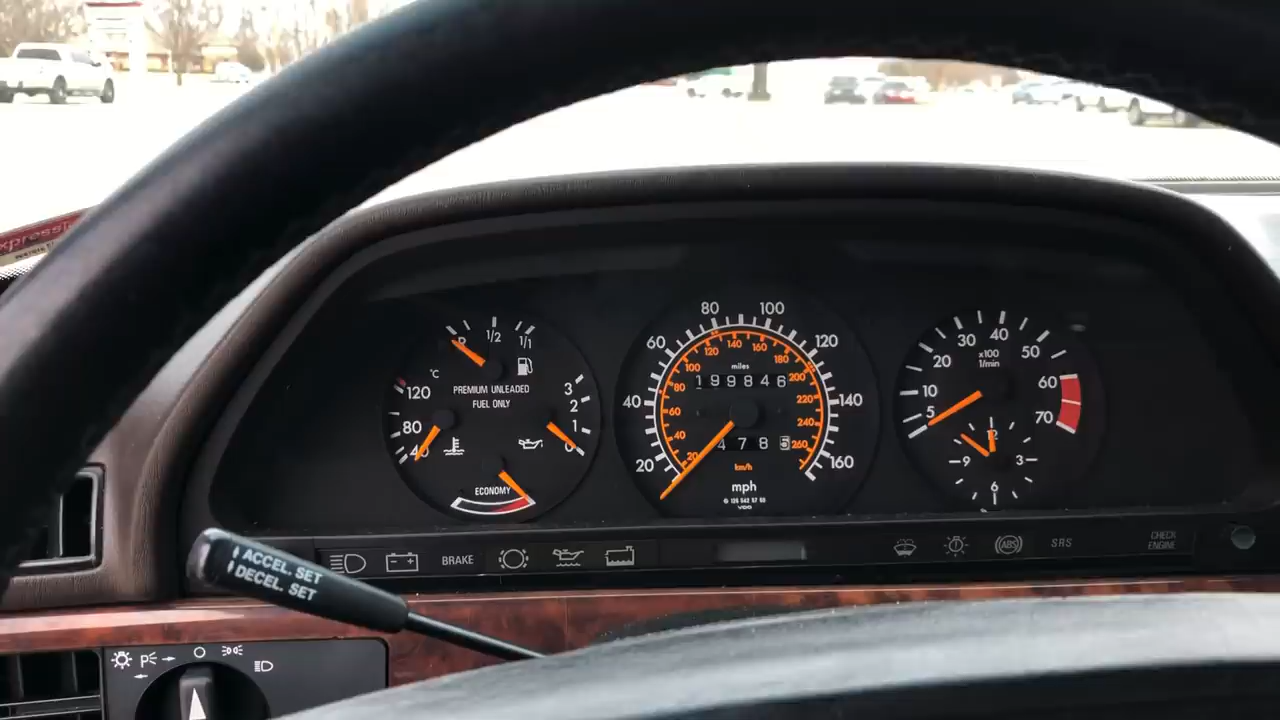 xpress
R
1/2
1/1
°C
120
80
40
PREMIUM UNLEADED
FUEL ONLY
3
2
1
0
ECONOMY
20
40
60
80
100
120
140
160
20
40
60
80
100
120
140
160
180
200
220
240
260
miles
199846
4785
km/h
mph
VDO
5
10
20
30
40
50
60
70
x100
1/min
12
3
6
9
BRAKE
ABS
SRS
CHECK
ENGINE
ACCEL. SET
DECEL. SET
P